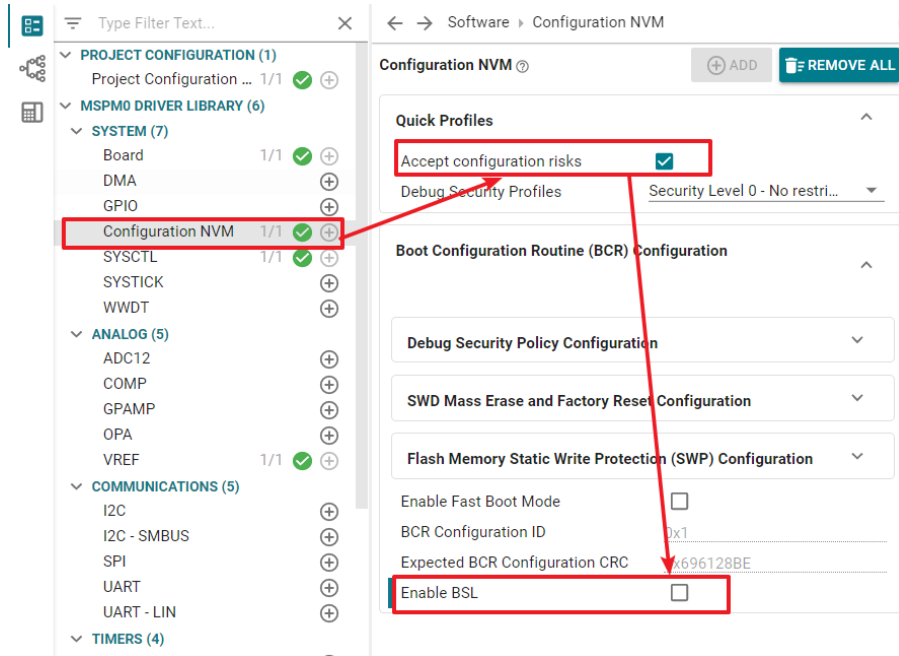 Type Filter Text...
PROJECT CONFIGURATION (1)
Project Configuration ... 1/1
MSPM0 DRIVER LIBRARY (6)
SYSTEM (7)
Board 1/1
DMA
GPIO
Configuration NVM 1/1
SYSCTL 1/1
SYSTICK
WWDT
ANALOG (5)
ADC12
COMP
GPAMP
OPA
VREF 1/1
COMMUNICATIONS (5)
I2C
I2C - SMBUS
SPI
UART
UART - LIN
TIMERS (4)
Software Configuration NVM
Configuration NVM ADD REMOVE ALL
Quick Profiles
Accept configuration risks
Debug Security Profiles Security Level 0 - No restri...
Boot Configuration Routine (BCR) Configuration
Debug Security Policy Configuration
SWD Mass Erase and Factory Reset Configuration
Flash Memory Static Write Protection (SWP) Configuration
Enable Fast Boot Mode
BCR Configuration ID 0x1
Expected BCR Configuration CRC 0x696128BE
Enable BSL